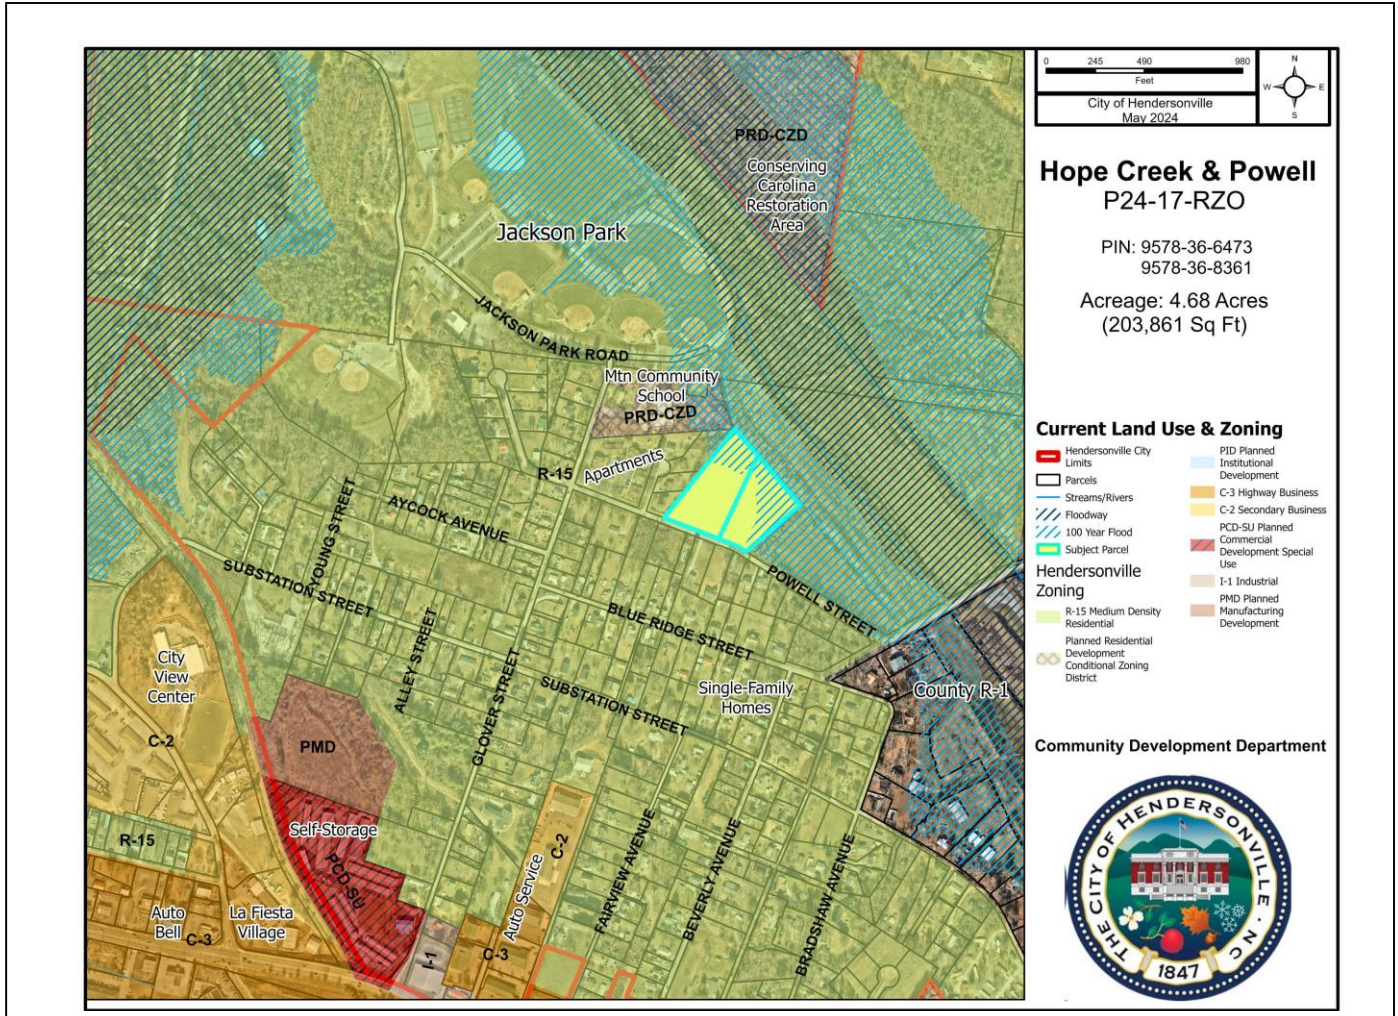 PRD-CZD
Conserving
Carolina
Restoration
Area
Jackson Park
JACKSON PARK ROAD
Mtn Community
School
PRD-CZD
Apartments
R-15
AYCOCK AVENUE
YOUNG STREET
SUBSTATION STREET
POWELL STREET
BLUE RIDGE STREET
ALLEY STREET
GLOVER STREET
SUBSTATION STREET
Single-Family
Homes
County R-1
City
View
Center
C-2
PMD
R-15
Self-Storage
PCD-SU
Auto
Bell
C-3
La Fiesta
Village
I-1
C-3
Auto Service
C-2
FAIRVIEW AVENUE
BEVERLY AVENUE
BRADSHAW AVENUE
0 245 490 980
Feet
City of Hendersonville
May 2024
N
W E
S
Hope Creek & Powell
P24-17-RZO
PIN: 9578-36-6473
9578-36-8361
Acreage: 4.68 Acres
(203,861 Sq Ft)
Current Land Use & Zoning
Hendersonville City
Limits
Parcels
Streams/Rivers
Floodway
100 Year Flood
Subject Parcel
Hendersonville
Zoning
R-15 Medium Density
Residential
Planned Residential
Development
Conditional Zoning
District
PID Planned
Institutional
Development
C-3 Highway Business
C-2 Secondary Business
PCD-SU Planned
Commercial
Development Special
Use
I-1 Industrial
PMD Planned
Manufacturing
Development
Community Development Department
THE CITY OF HENDERSONVILLE · NC
1847